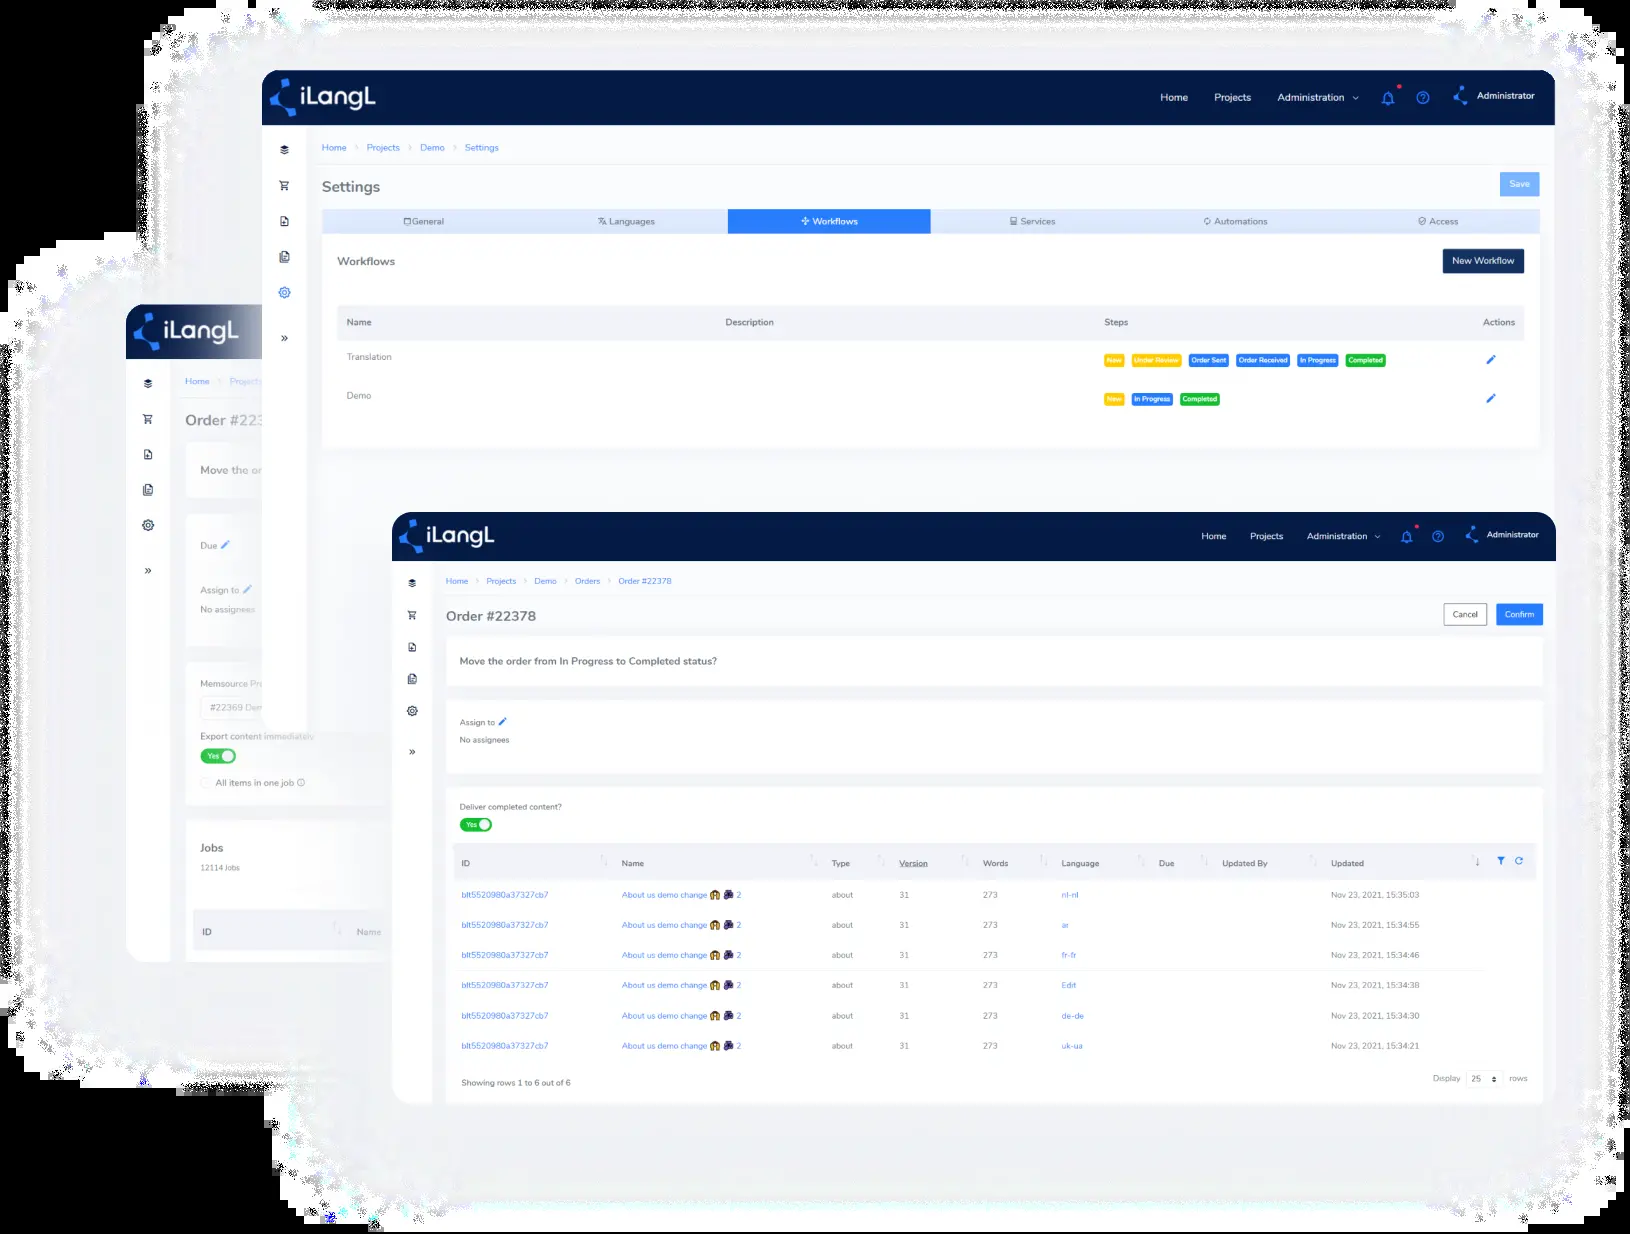 iLangL
Home Projects Administration Administrator
Home Projects Demo Settings
Settings
Save
General Languages Workflows Services Automations Access
Workflows
New Workflow
Name Description Steps Actions
Translation New Under Review Order Sent Order Received In Progress Completed
Demo New In Progress Completed
iLangL
Home Projects
Order #223
Move the or
Due
Assign to
No assignees
Memsource Pr
#22369 Dem
Export content immediately
Yes
All items in one job
Jobs
12114 Jobs
ID Name
iLangL
Home Projects Administration Administrator
Home Projects Demo Orders Order #22378
Order #22378
Cancel Confirm
Move the order from In Progress to Completed status?
Assign to
No assignees
Deliver completed content?
Yes
ID Name Type Version Words Language Due Updated By Updated
blt5520980a37327cb7 About us demo change 2 about 31 273 nl-nl Nov 23, 2021, 15:35:03
blt5520980a37327cb7 About us demo change 2 about 31 273 ar Nov 23, 2021, 15:34:55
blt5520980a37327cb7 About us demo change 2 about 31 273 fr-fr Nov 23, 2021, 15:34:46
blt5520980a37327cb7 About us demo change 2 about 31 273 Edit Nov 23, 2021, 15:34:38
blt5520980a37327cb7 About us demo change 2 about 31 273 de-de Nov 23, 2021, 15:34:30
blt5520980a37327cb7 About us demo change 2 about 31 273 uk-ua Nov 23, 2021, 15:34:21
Showing rows 1 to 6 out of 6
Display 25 rows